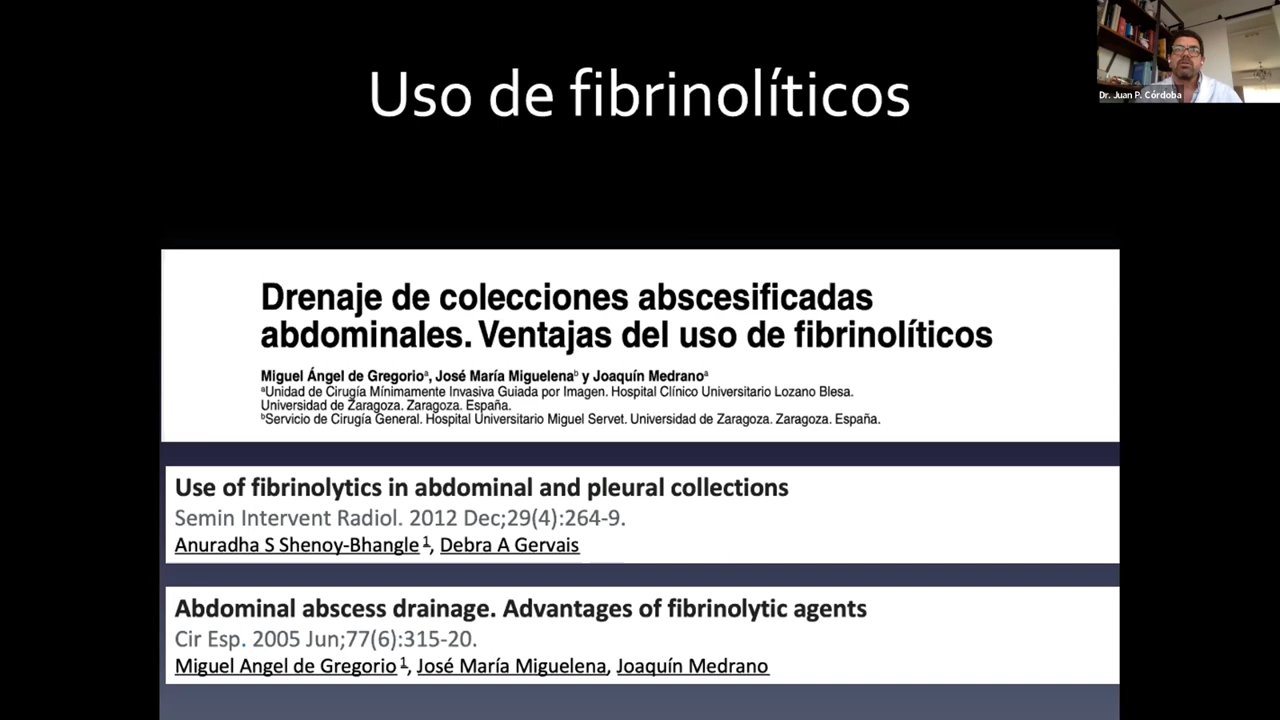 Uso de fibrinolíticos
Dr. Juan P. Córdoba
Drenaje de colecciones abscesificadas
abdominales. Ventajas del uso de fibrinolíticos
Miguel Ángel de Gregorioᵃ, José María Miguelenaᵇ y Joaquín Medranoᵃ
ᵃUnidad de Cirugía Mínimamente Invasiva Guiada por Imagen. Hospital Clínico Universitario Lozano Blesa.
Universidad de Zaragoza. Zaragoza. España.
ᵇServicio de Cirugía General. Hospital Universitario Miguel Servet. Universidad de Zaragoza. Zaragoza. España.
Use of fibrinolytics in abdominal and pleural collections
Semin Intervent Radiol. 2012 Dec;29(4):264-9.
Anuradha S Shenoy-Bhangle ¹, Debra A Gervais
Abdominal abscess drainage. Advantages of fibrinolytic agents
Cir Esp. 2005 Jun;77(6):315-20.
Miguel Angel de Gregorio ¹, José María Miguelena, Joaquín Medrano